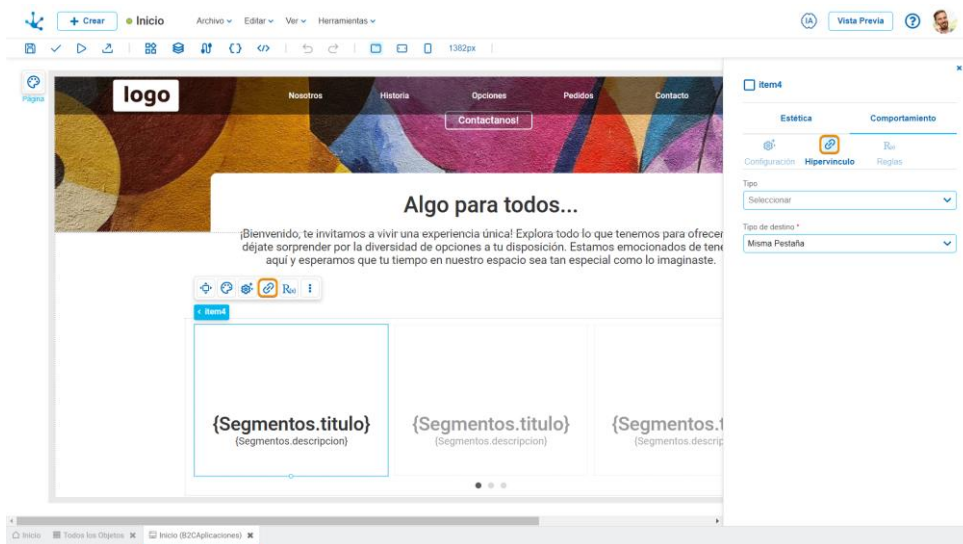 + Crear
Inicio
Archivo
Editar
Ver
Herramientas
IA
Vista Previa
?
1382px
Página
logo
Nosotros
Historia
Opciones
Pedidos
Contacto
Contactanos!
Algo para todos...
¡Bienvenido, te invitamos a vivir una experiencia única! Explora todo lo que tenemos para ofrecer
déjate sorprender por la diversidad de opciones a tu disposición. Estamos emocionados de tene
aquí y esperamos que tu tiempo en nuestro espacio sea tan especial como lo imaginaste.
R(x)
< item4
{Segmentos.titulo}
{Segmentos.descripcion}
{Segmentos.titulo}
{Segmentos.descripcion}
{Segmentos.t
{Segmentos.descrip
item4
Estética
Comportamiento
R(x)
Configuración
Hipervínculo
Reglas
Tipo
Seleccionar
Tipo de destino *
Misma Pestaña
Inicio
Todos los Objetos
Inicio (B2CAplicaciones)